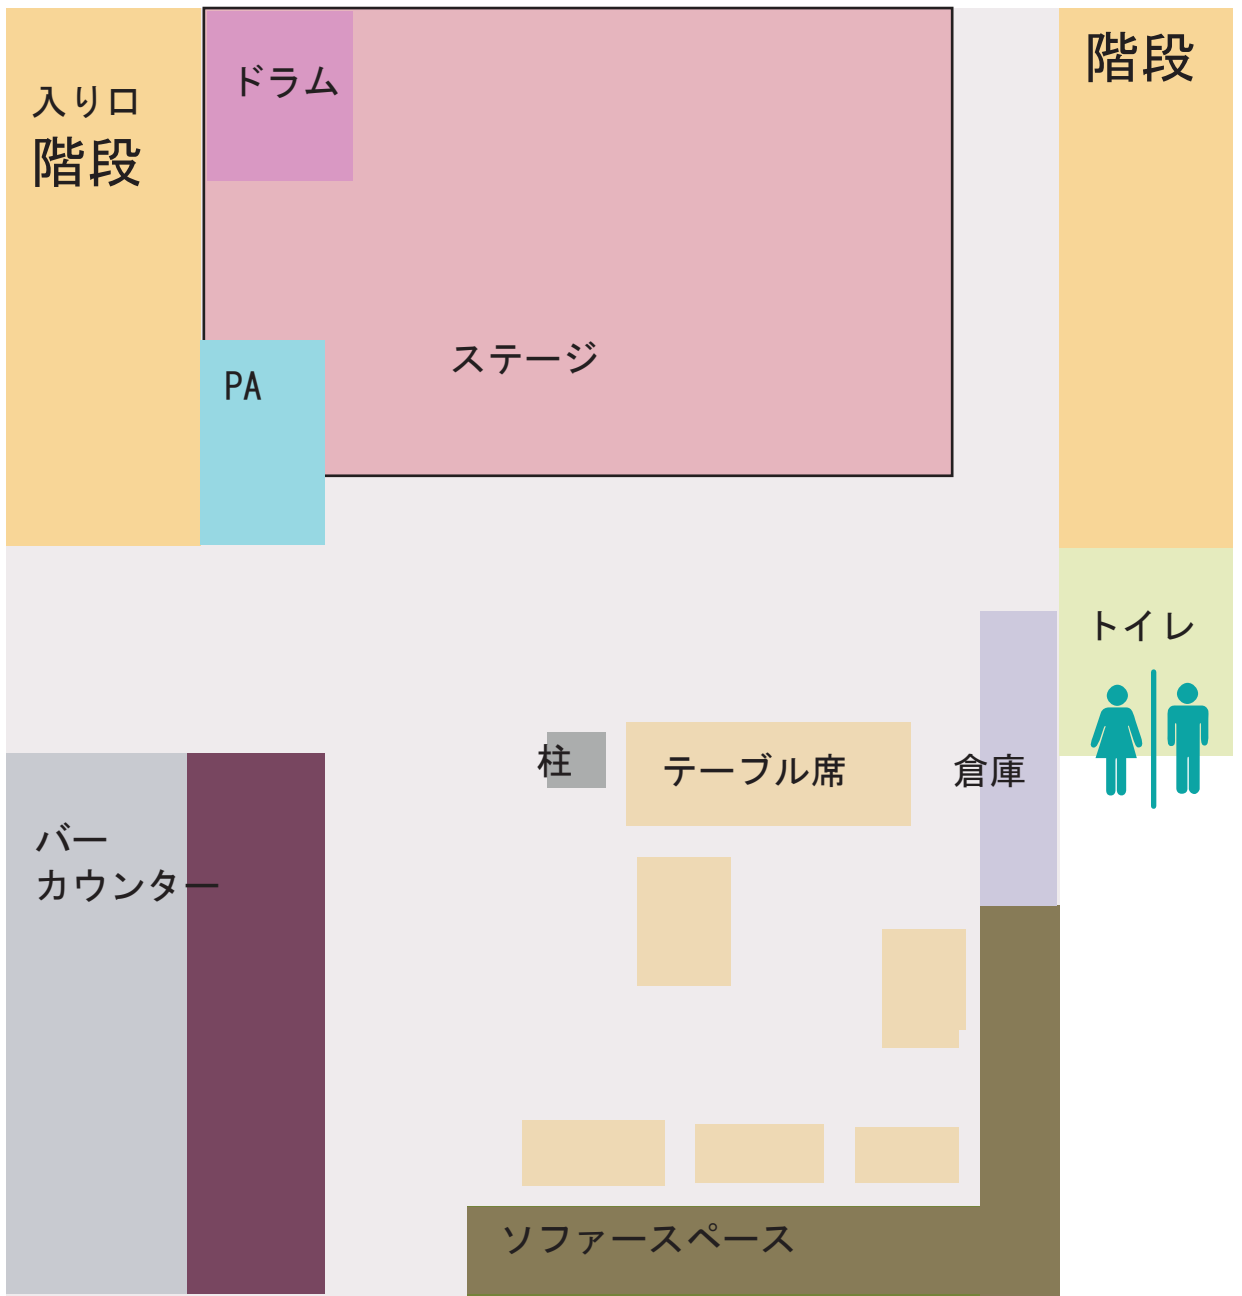 入り口
階段
ドラム
階段
ステージ
PA
トイレ
柱
テーブル席
倉庫
バー
カウンター
ソファースペース